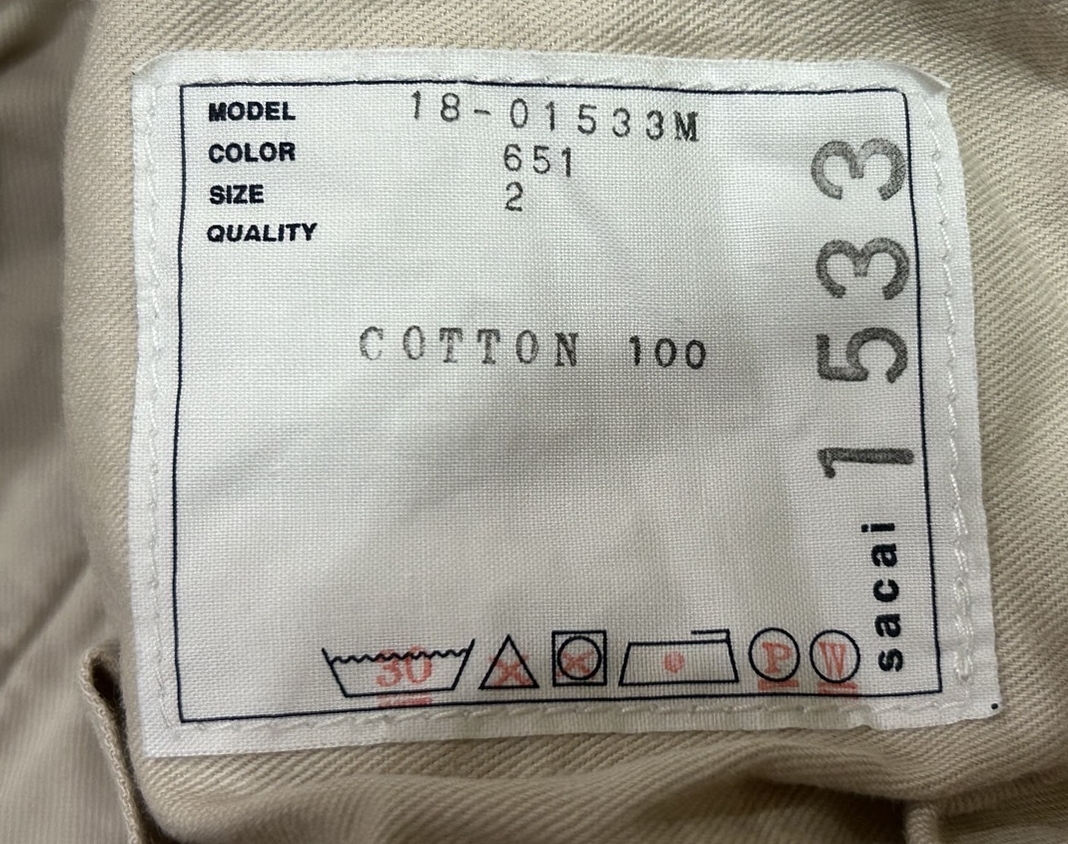 MODEL 18-01533M
COLOR 651
SIZE 2
QUALITY
COTTON 100
30
P
W
sacai 1533